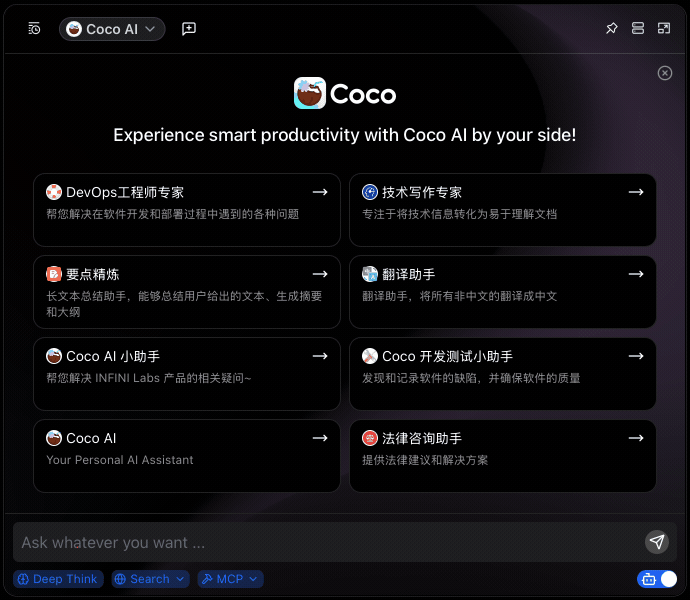 Coco AI
Coco
Experience smart productivity with Coco AI by your side!
DevOps工程师专家
帮您解决在软件开发和部署过程中遇到的各种问题
技术写作专家
专注于将技术信息转化为易于理解文档
要点精炼
长文本总结助手，能够总结用户给出的文本、生成摘要
和大纲
翻译助手
翻译助手，将所有非中文的翻译成中文
Coco AI 小助手
帮您解决 INFINI Labs 产品的相关疑问~
Coco 开发测试小助手
发现和记录软件的缺陷，并确保软件的质量
Coco AI
Your Personal AI Assistant
法律咨询助手
提供法律建议和解决方案
Ask whatever you want ...
Deep Think
Search
MCP